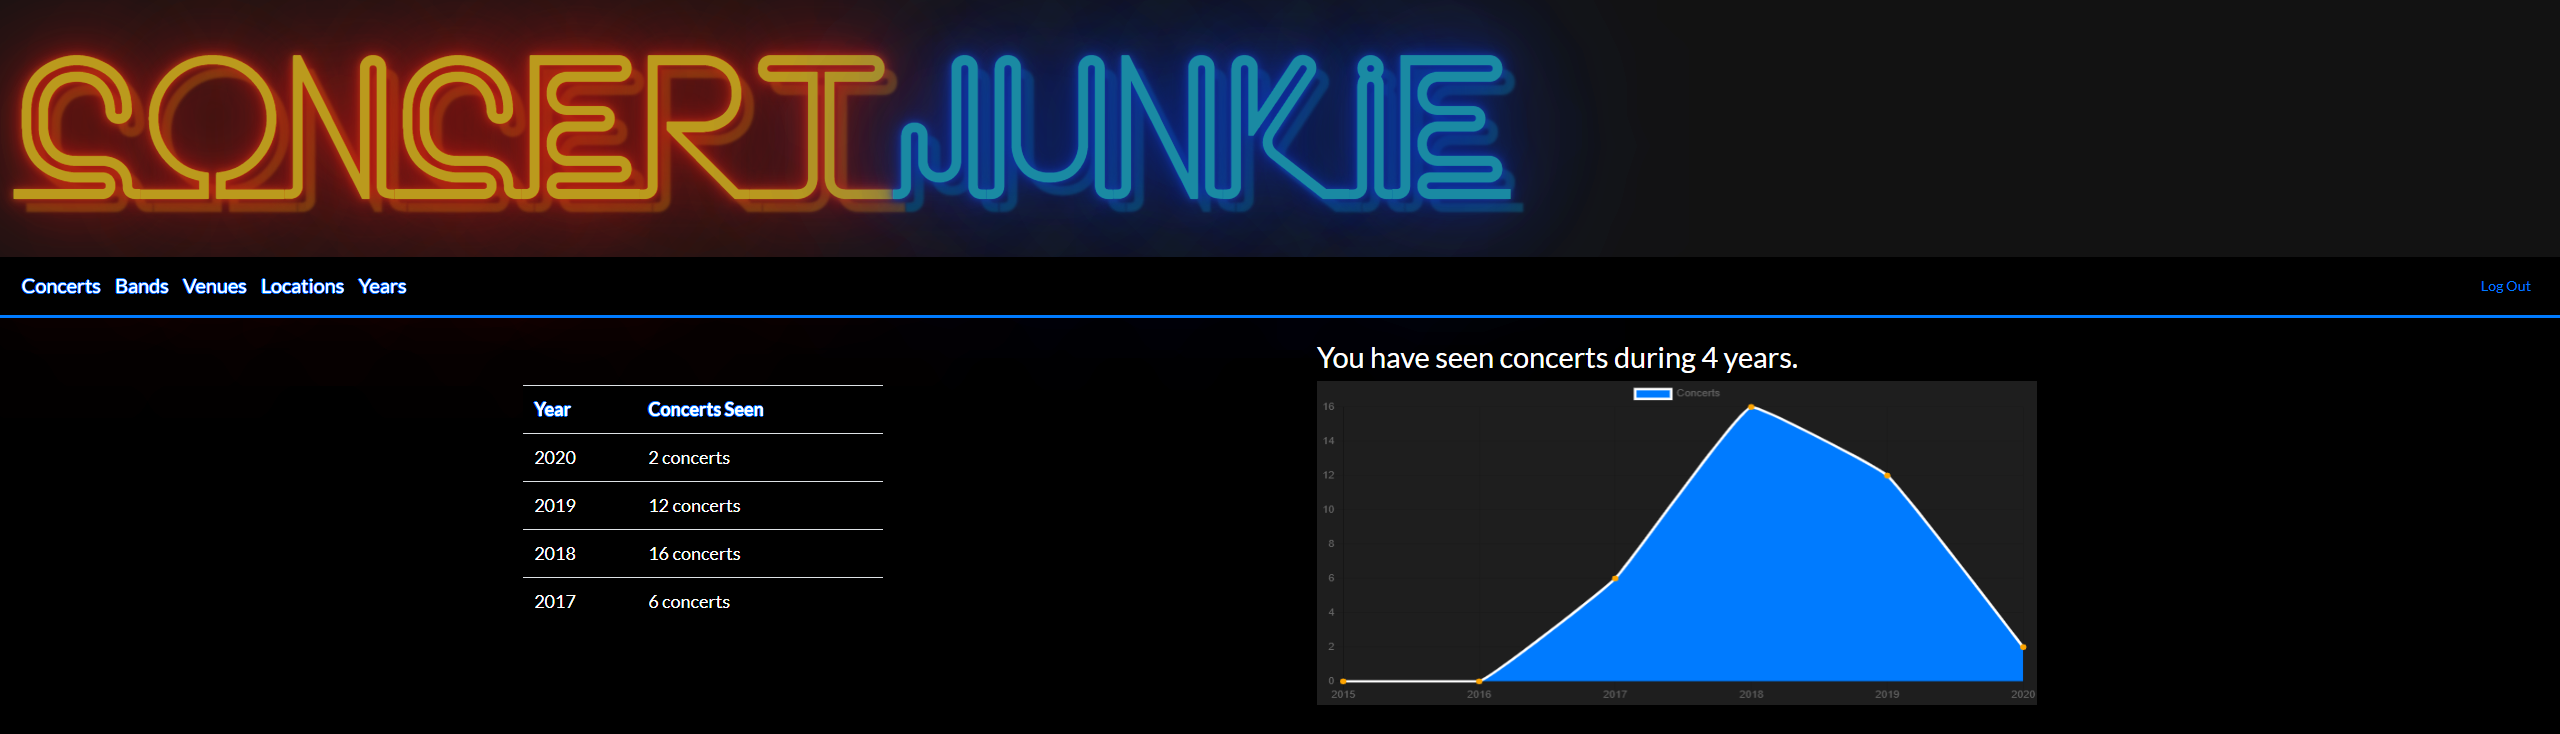 CONCERT JUNKiE
Concerts Bands Venues Locations Years Log Out
Year Concerts Seen
2020 2 concerts
2019 12 concerts
2018 16 concerts
2017 6 concerts
You have seen concerts during 4 years.
Concerts
16
14
12
10
8
6
4
2
0
2015 2016 2017 2018 2019 2020